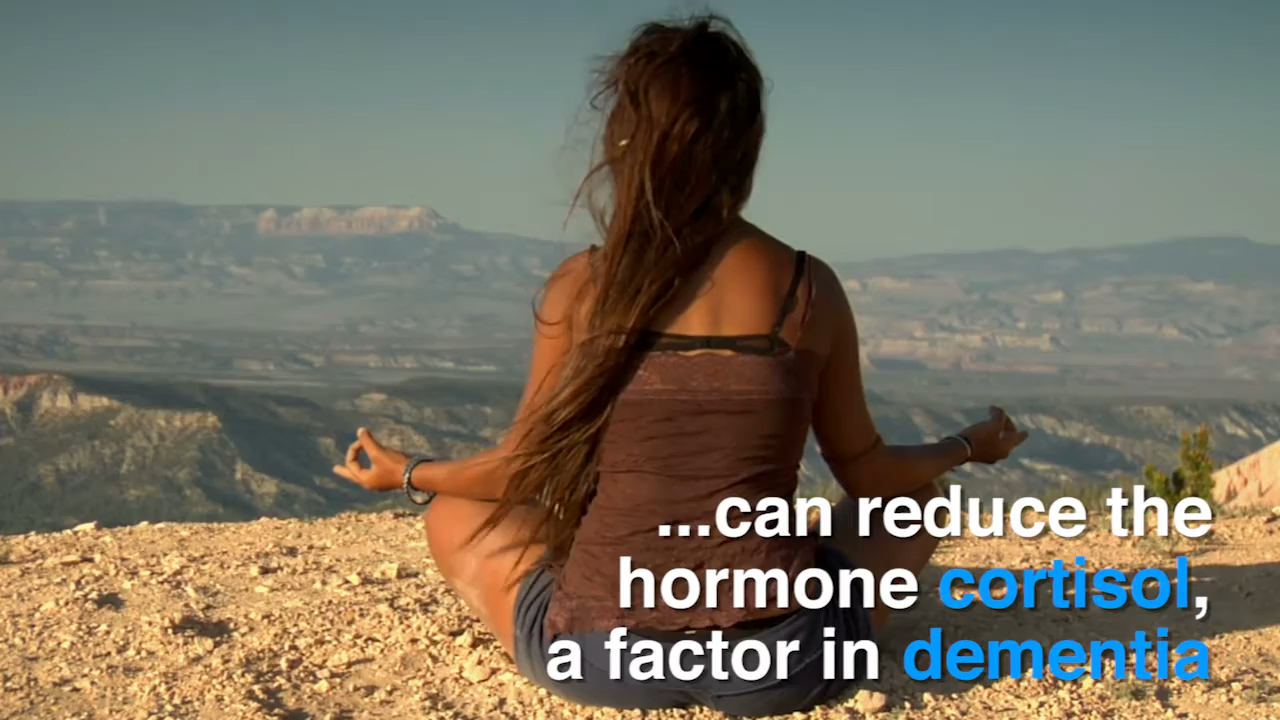 ...can reduce the
hormone cortisol,
a factor in dementia